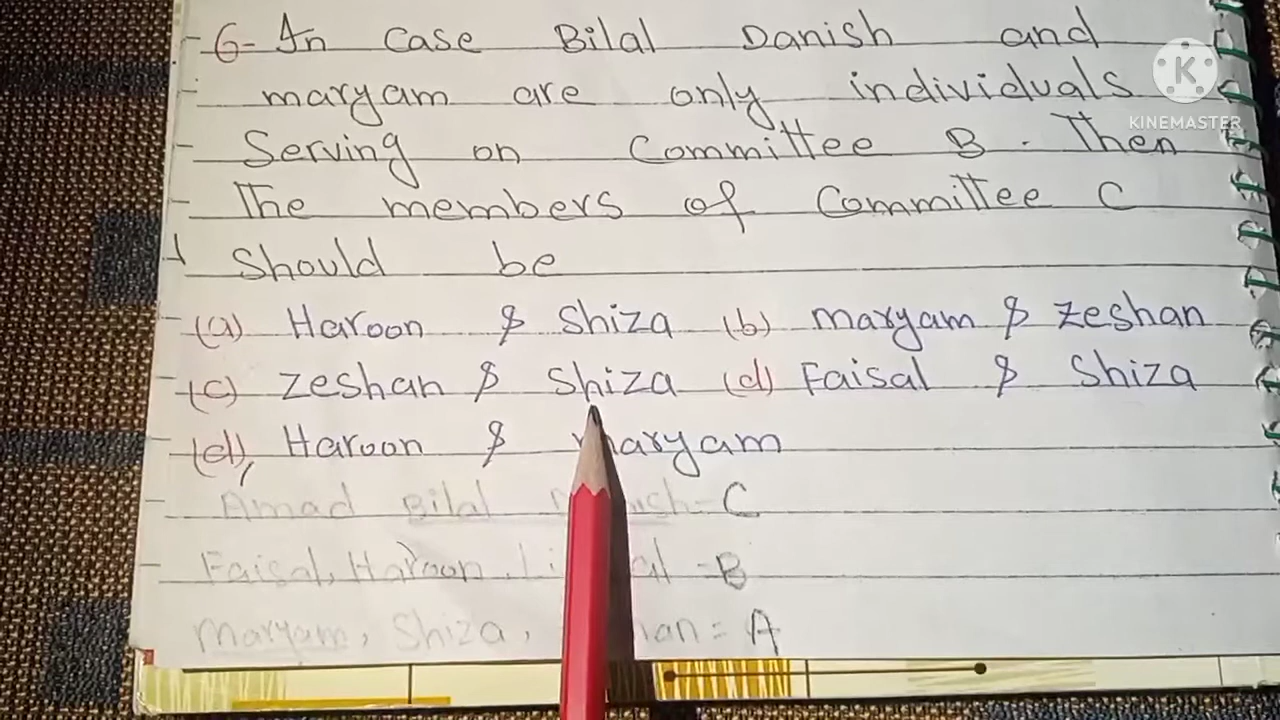 6- In Case Bilal Danish and
maryam are only individuals
Serving on Committee B. Then
The members of Committee C
Should be
(a) Haroon & Shiza (b) maryam & Zeshan
(c) Zeshan & Shiza (d) Faisal & Shiza
(d), Haroon & maryam
Amad Bilal = C
Faisal, Haroon, = B
Maryam, Shiza, = A
K
KINEMASTER